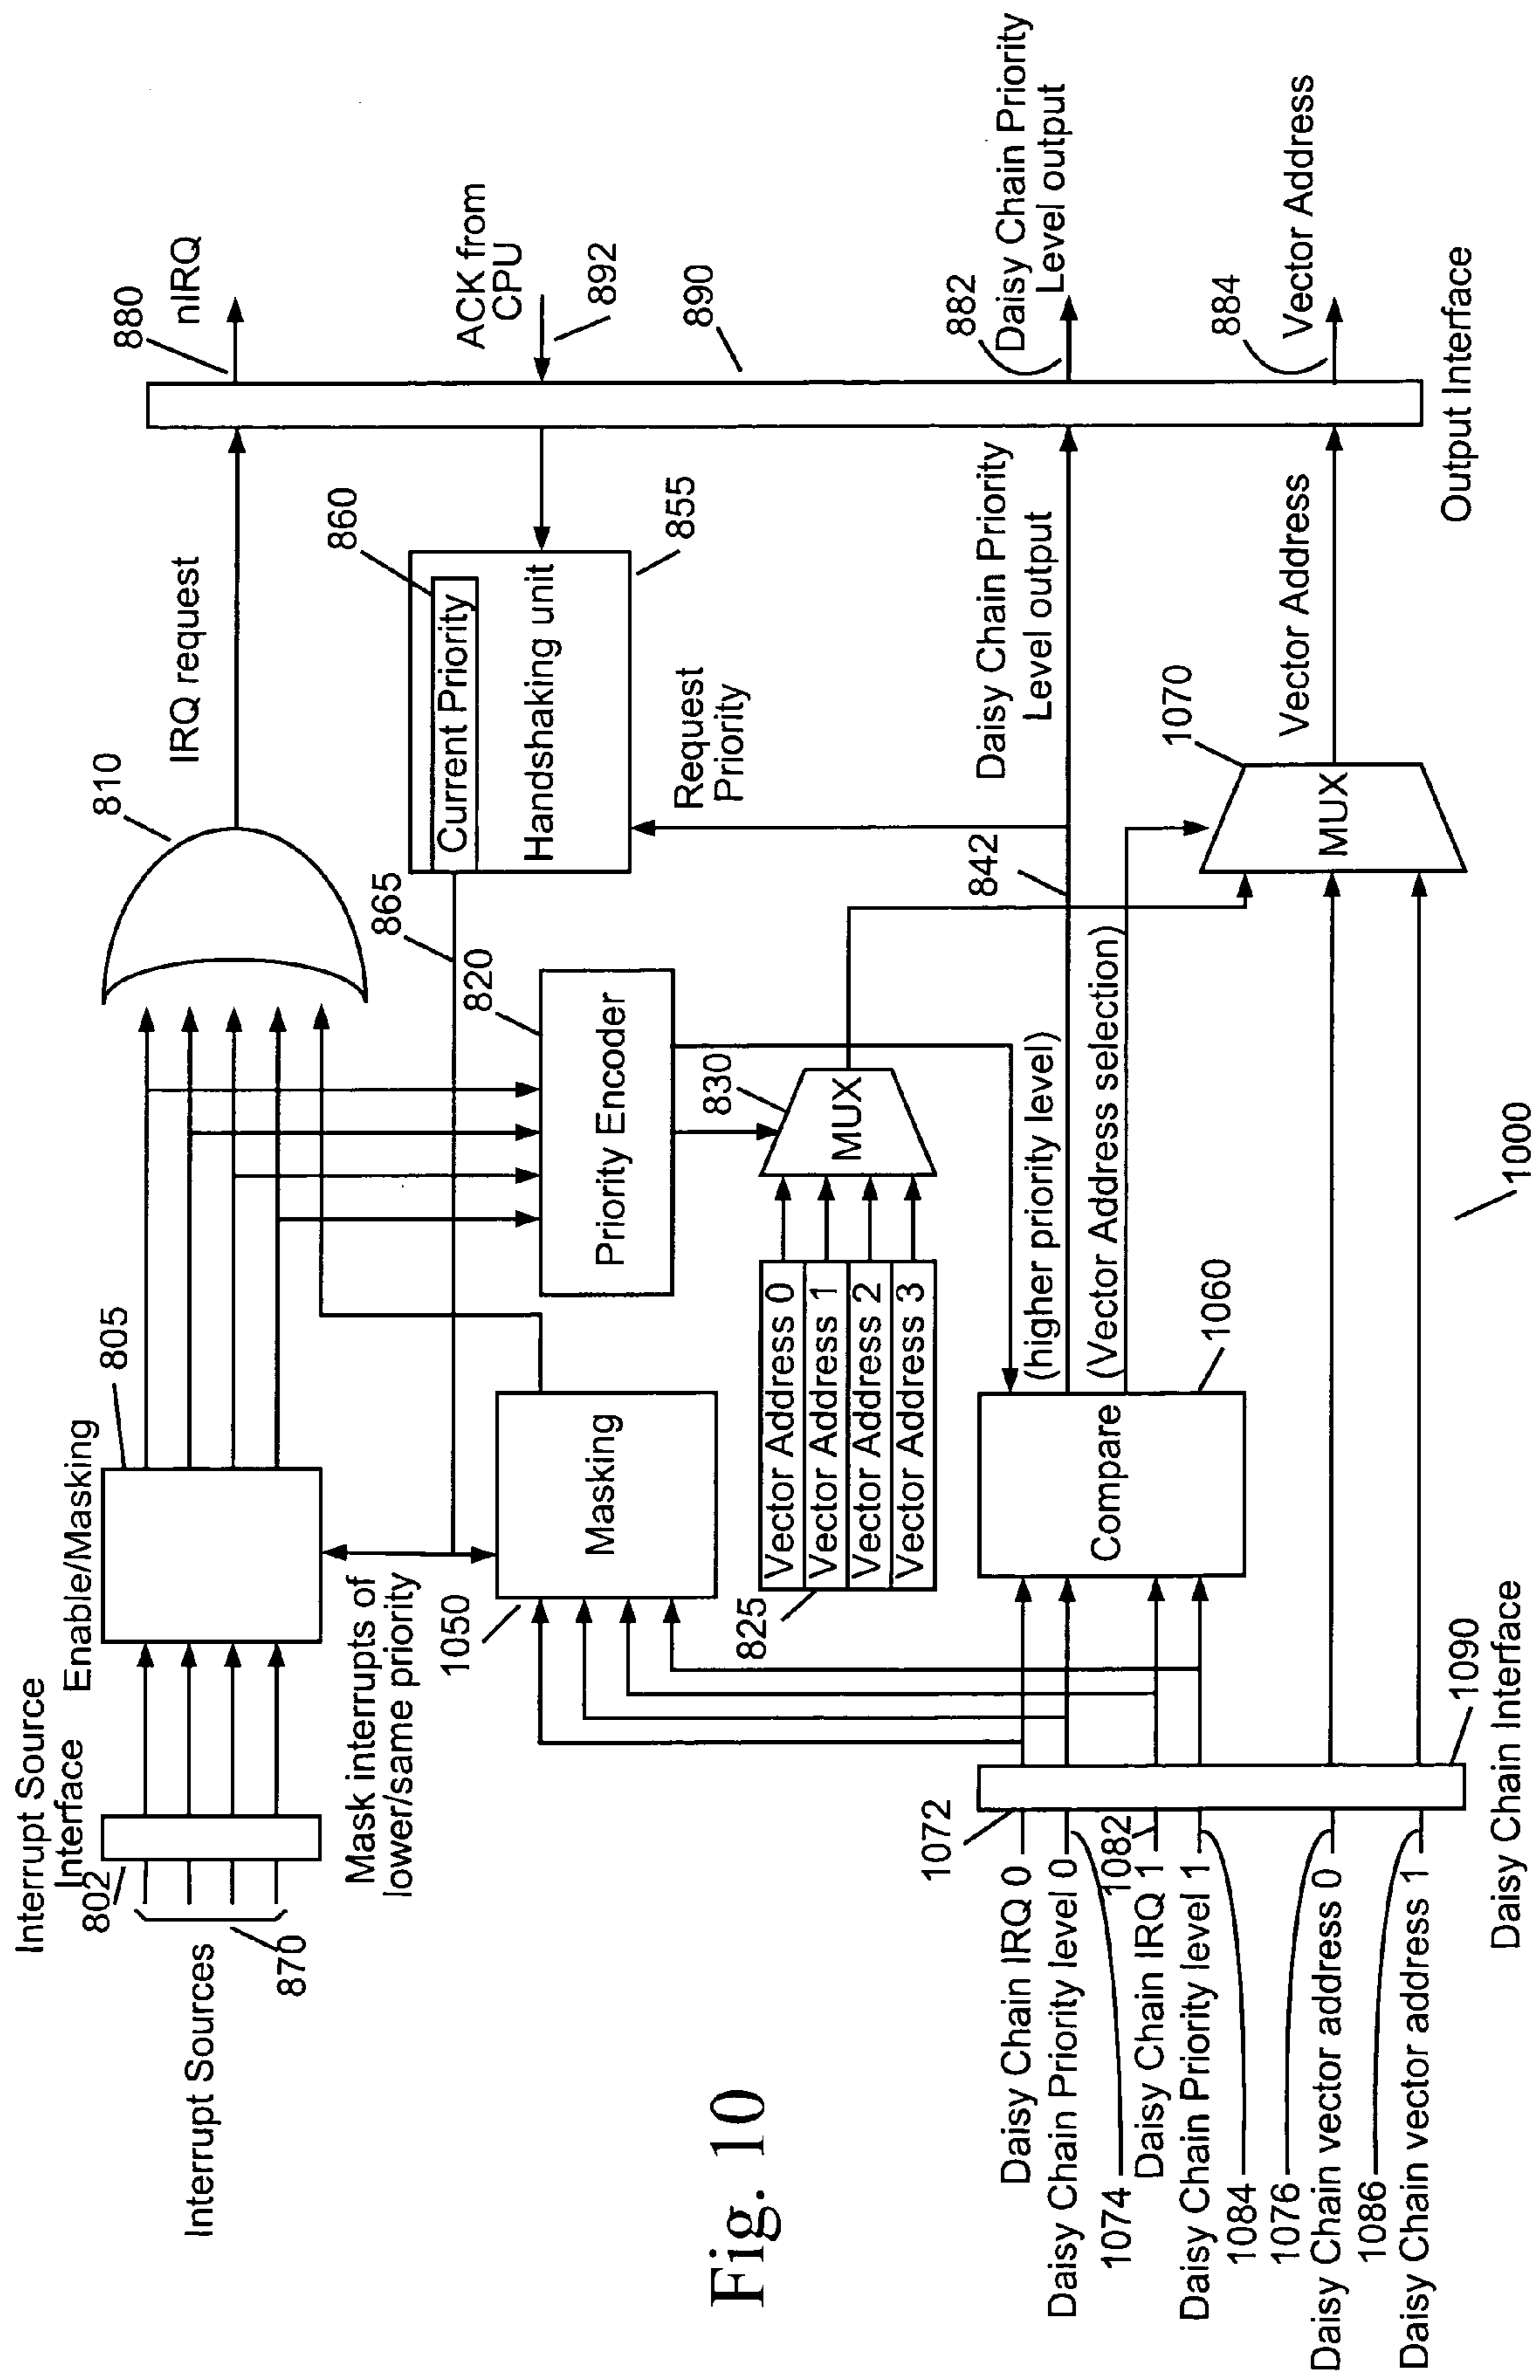 Interrupt Source
Interface
802
Interrupt Sources
870
Enable/Masking
805
Mask interrupts of
lower/same priority
810
IRQ request
880
nIRQ
ACK from
CPU
892
890
860
Current Priority
Handshaking unit
855
865
820
Priority Encoder
1050
Masking
830
MUX
825
Vector Address 0
Vector Address 1
Vector Address 2
Vector Address 3
Request
Priority
842
(higher priority level)
(Vector Address selection)
Compare
1060
Daisy Chain Priority
Level output
882
Daisy Chain Priority
Level output
1070
MUX
Vector Address
884
Vector Address
Output Interface
1072
Daisy Chain IRQ 0
Daisy Chain Priority level 0
1074
1082
Daisy Chain IRQ 1
Daisy Chain Priority level 1
1084
1076
Daisy Chain vector address 0
1086
Daisy Chain vector address 1
1090
Daisy Chain Interface
1000
Fig. 10